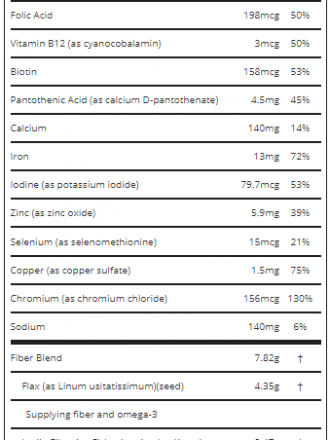 Folic Acid 198mcg 50%
Vitamin B12 (as cyanocobalamin) 3mcg 50%
Biotin 158mcg 53%
Pantothenic Acid (as calcium D-pantothenate) 4.5mg 45%
Calcium 140mg 14%
Iron 13mg 72%
Iodine (as potassium iodide) 79.7mcg 53%
Zinc (as zinc oxide) 5.9mg 39%
Selenium (as selenomethionine) 15mcg 21%
Copper (as copper sulfate) 1.5mg 75%
Chromium (as chromium chloride) 156mcg 130%
Sodium 140mg 6%
Fiber Blend 7.82g †
Flax (as Linum usitatissimum)(seed) 4.35g †
Supplying fiber and omega-3